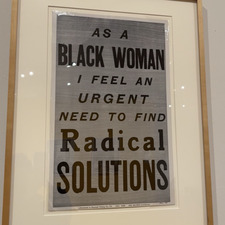 AS A
BLACK WOMAN
I FEEL AN
URGENT
NEED TO FIND
Radical
SOLUTIONS